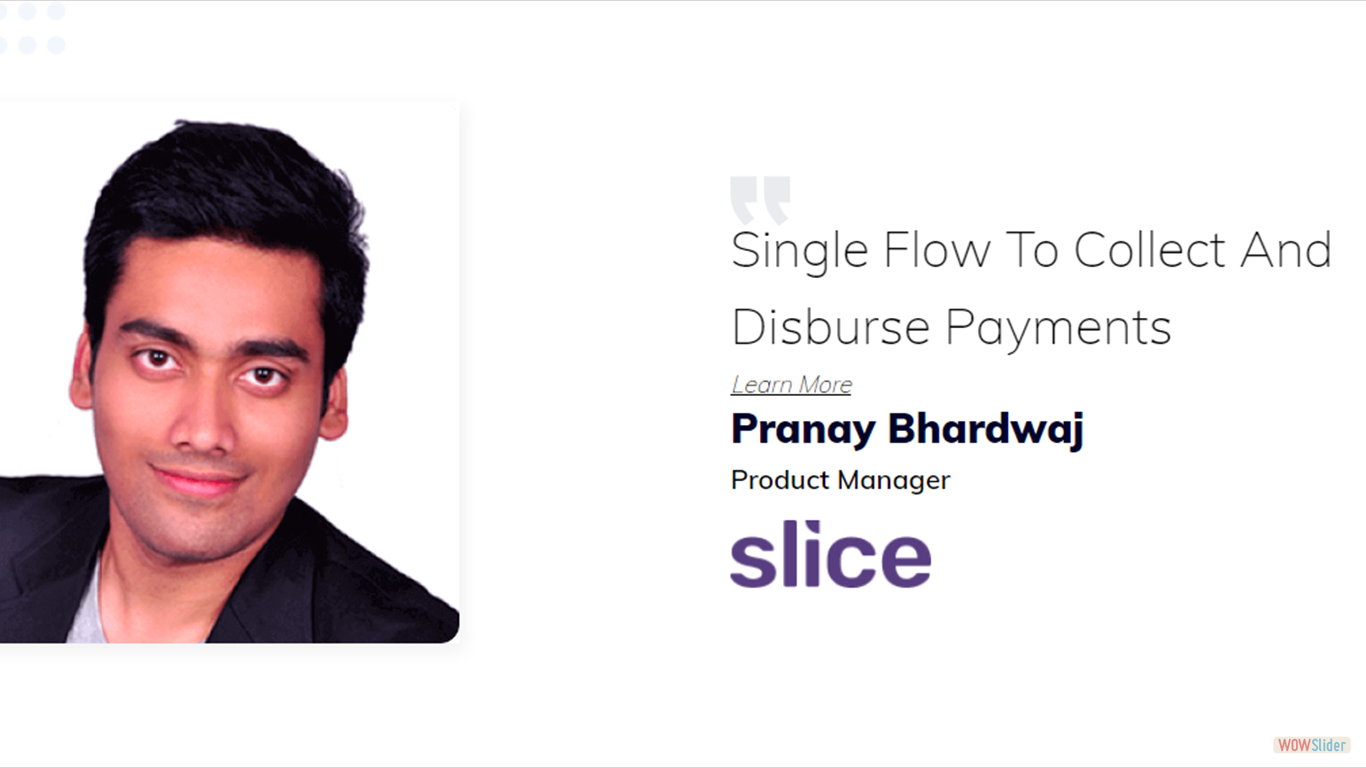 Single Flow To Collect And
Disburse Payments
Learn More
Pranay Bhardwaj
Product Manager
slice
WOWSlider